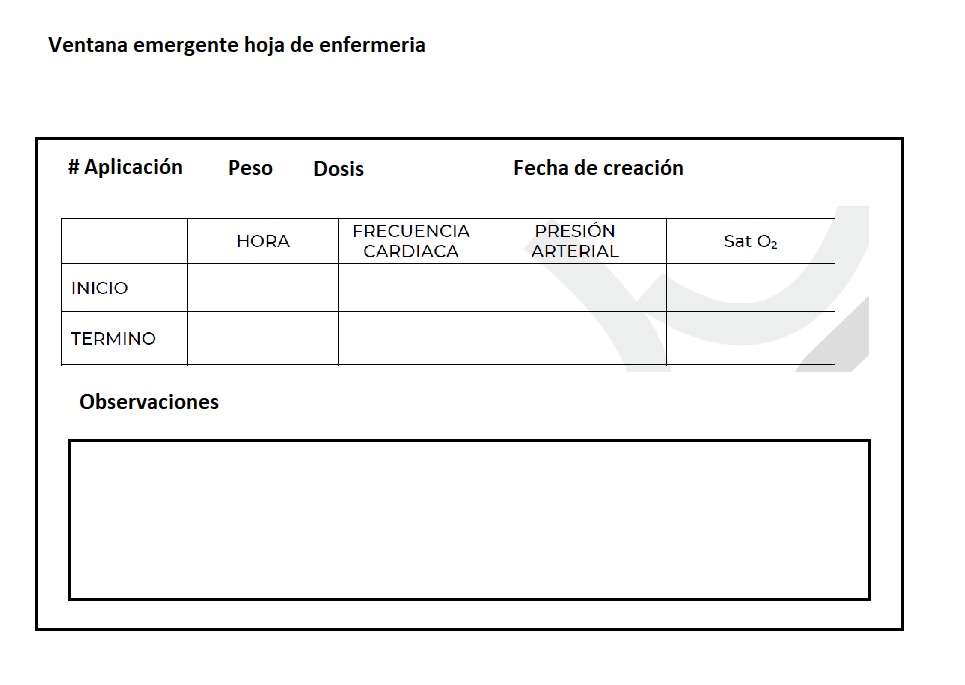 Ventana emergente hoja de enfermeria
# Aplicación Peso Dosis Fecha de creación
HORA FRECUENCIA CARDIACA PRESIÓN ARTERIAL Sat O₂
INICIO
TERMINO
Observaciones